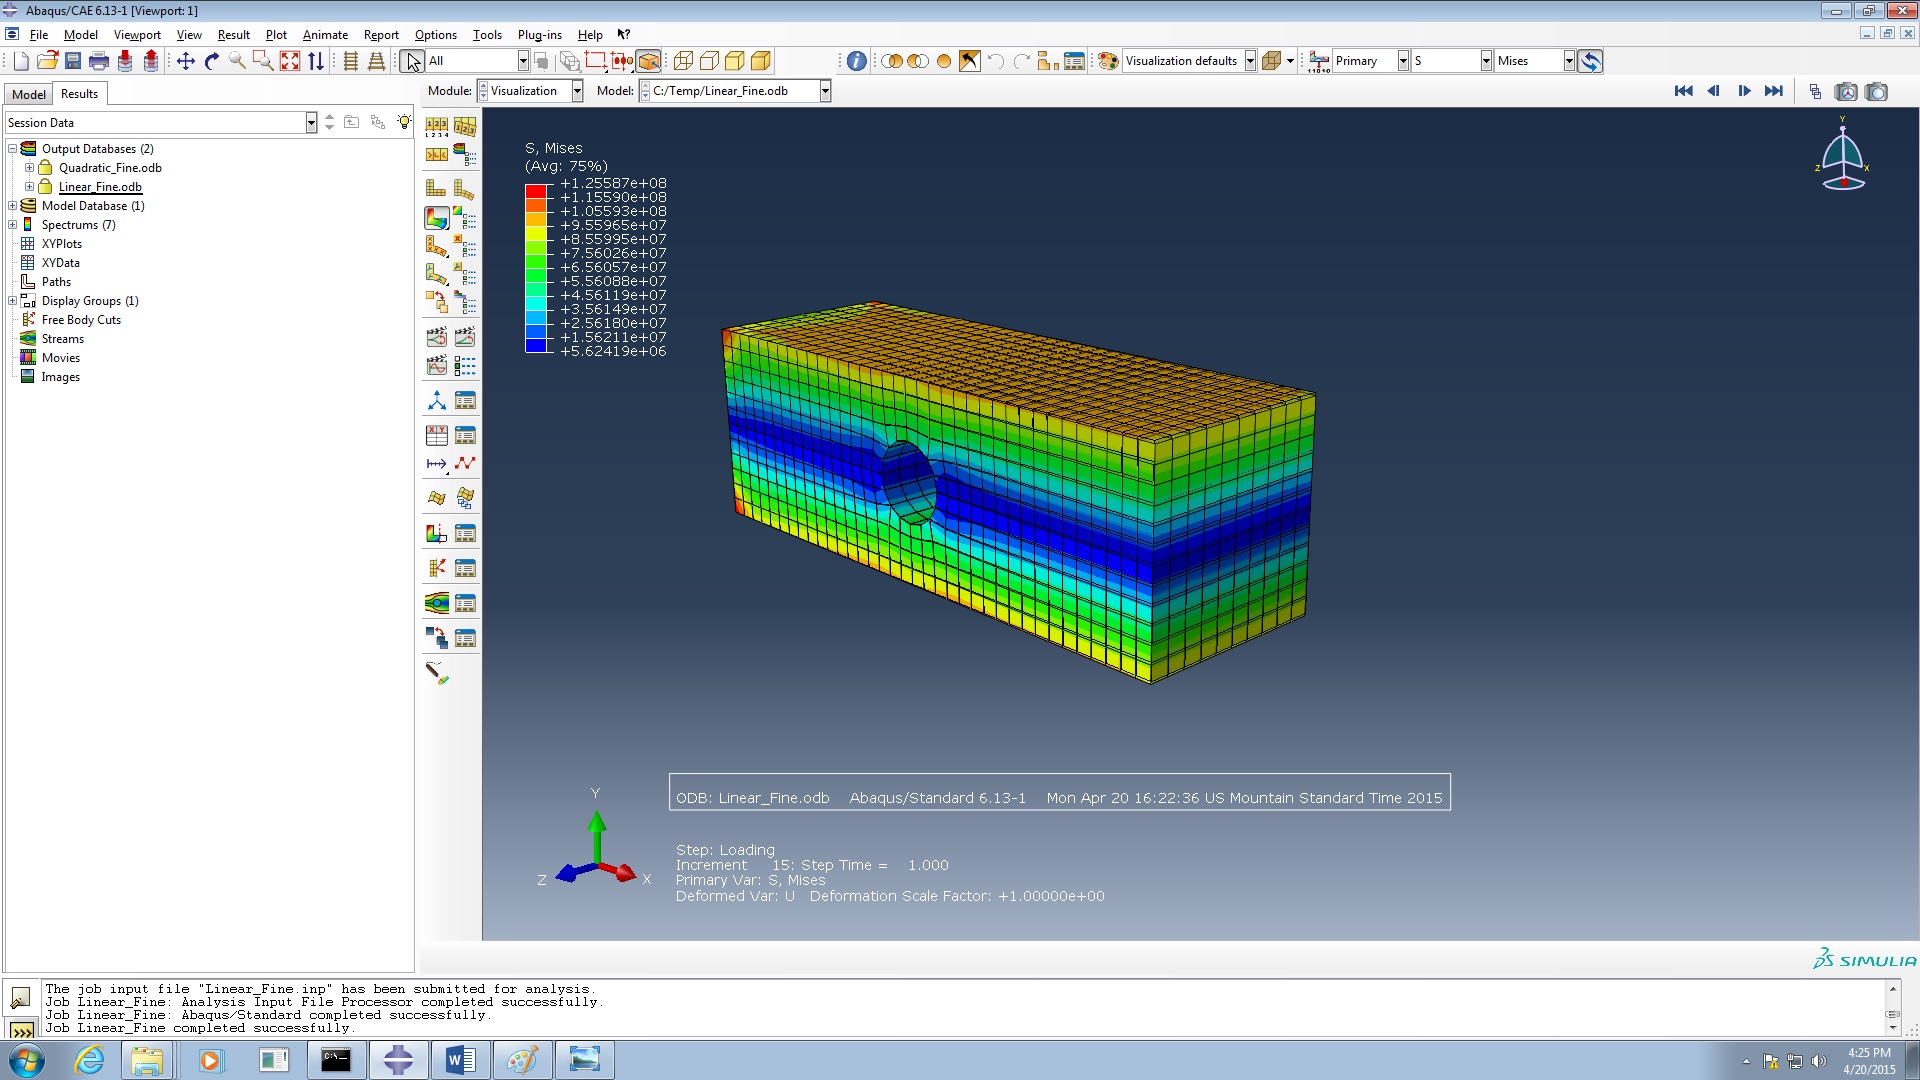 Abaqus/CAE 6.13-1 [Viewport: 1]
File Model Viewport View Result Plot Animate Report Options Tools Plug-ins Help
All Visualization defaults Primary S Mises
Model Results Module: Visualization Model: C:/Temp/Linear_Fine.odb
Session Data
Output Databases (2)
Quadratic_Fine.odb
Linear_Fine.odb
Model Database (1)
Spectrums (7)
XYPlots
XYData
Paths
Display Groups (1)
Free Body Cuts
Streams
Movies
Images
S, Mises
(Avg: 75%)
+1.25587e+08
+1.15590e+08
+1.05593e+08
+9.55965e+07
+8.55995e+07
+7.56026e+07
+6.56057e+07
+5.56088e+07
+4.56119e+07
+3.56149e+07
+2.56180e+07
+1.56211e+07
+5.62419e+06
Y
Z X
Y
Z X
ODB: Linear_Fine.odb Abaqus/Standard 6.13-1 Mon Apr 20 16:22:36 US Mountain Standard Time 2015
Step: Loading
Increment 15: Step Time = 1.000
Primary Var: S, Mises
Deformed Var: U Deformation Scale Factor: +1.00000e+00
SIMULIA
The job input file "Linear_Fine.inp" has been submitted for analysis.
Job Linear_Fine: Analysis Input File Processor completed successfully.
Job Linear_Fine: Abaqus/Standard completed successfully.
Job Linear_Fine completed successfully.
>>>
4:25 PM
4/20/2015